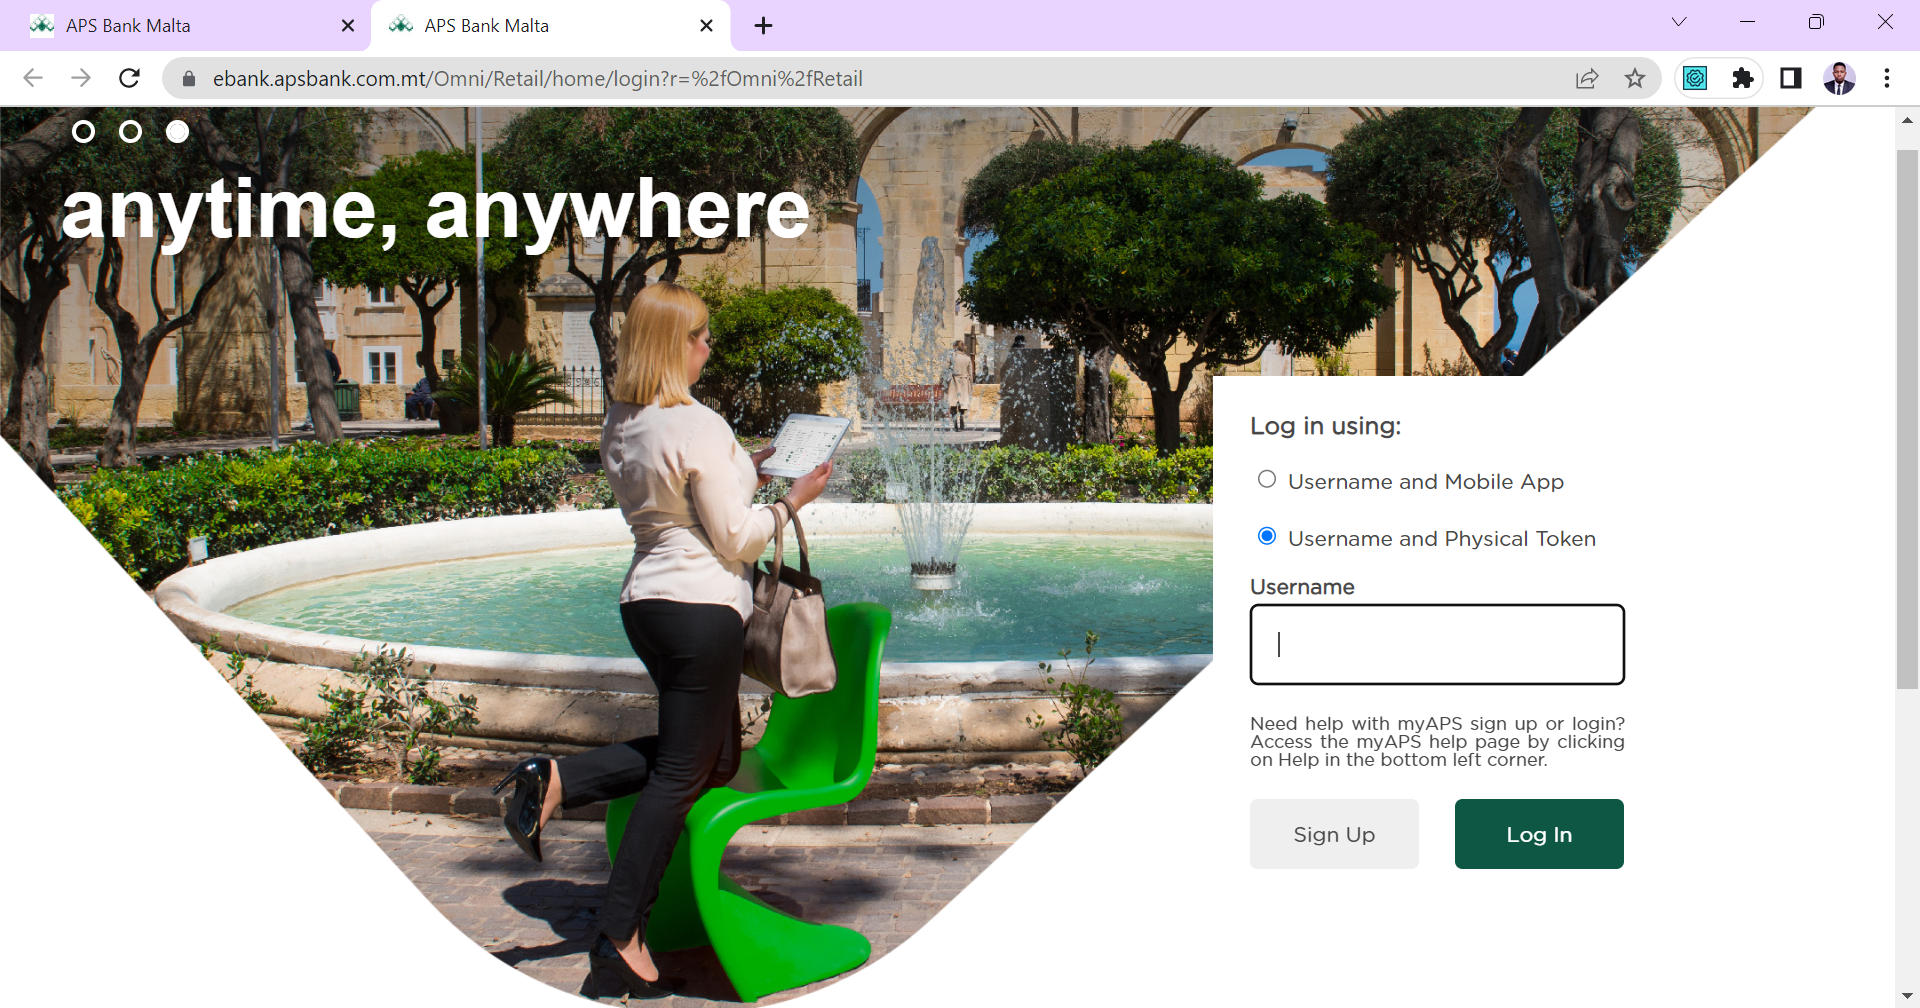 APS Bank Malta
APS Bank Malta
ebank.apsbank.com.mt/Omni/Retail/home/login?r=%2fOmni%2fRetail
anytime, anywhere
Log in using:
Username and Mobile App
Username and Physical Token
Username
Need help with myAPS sign up or login?
Access the myAPS help page by clicking
on Help in the bottom left corner.
Sign Up
Log In